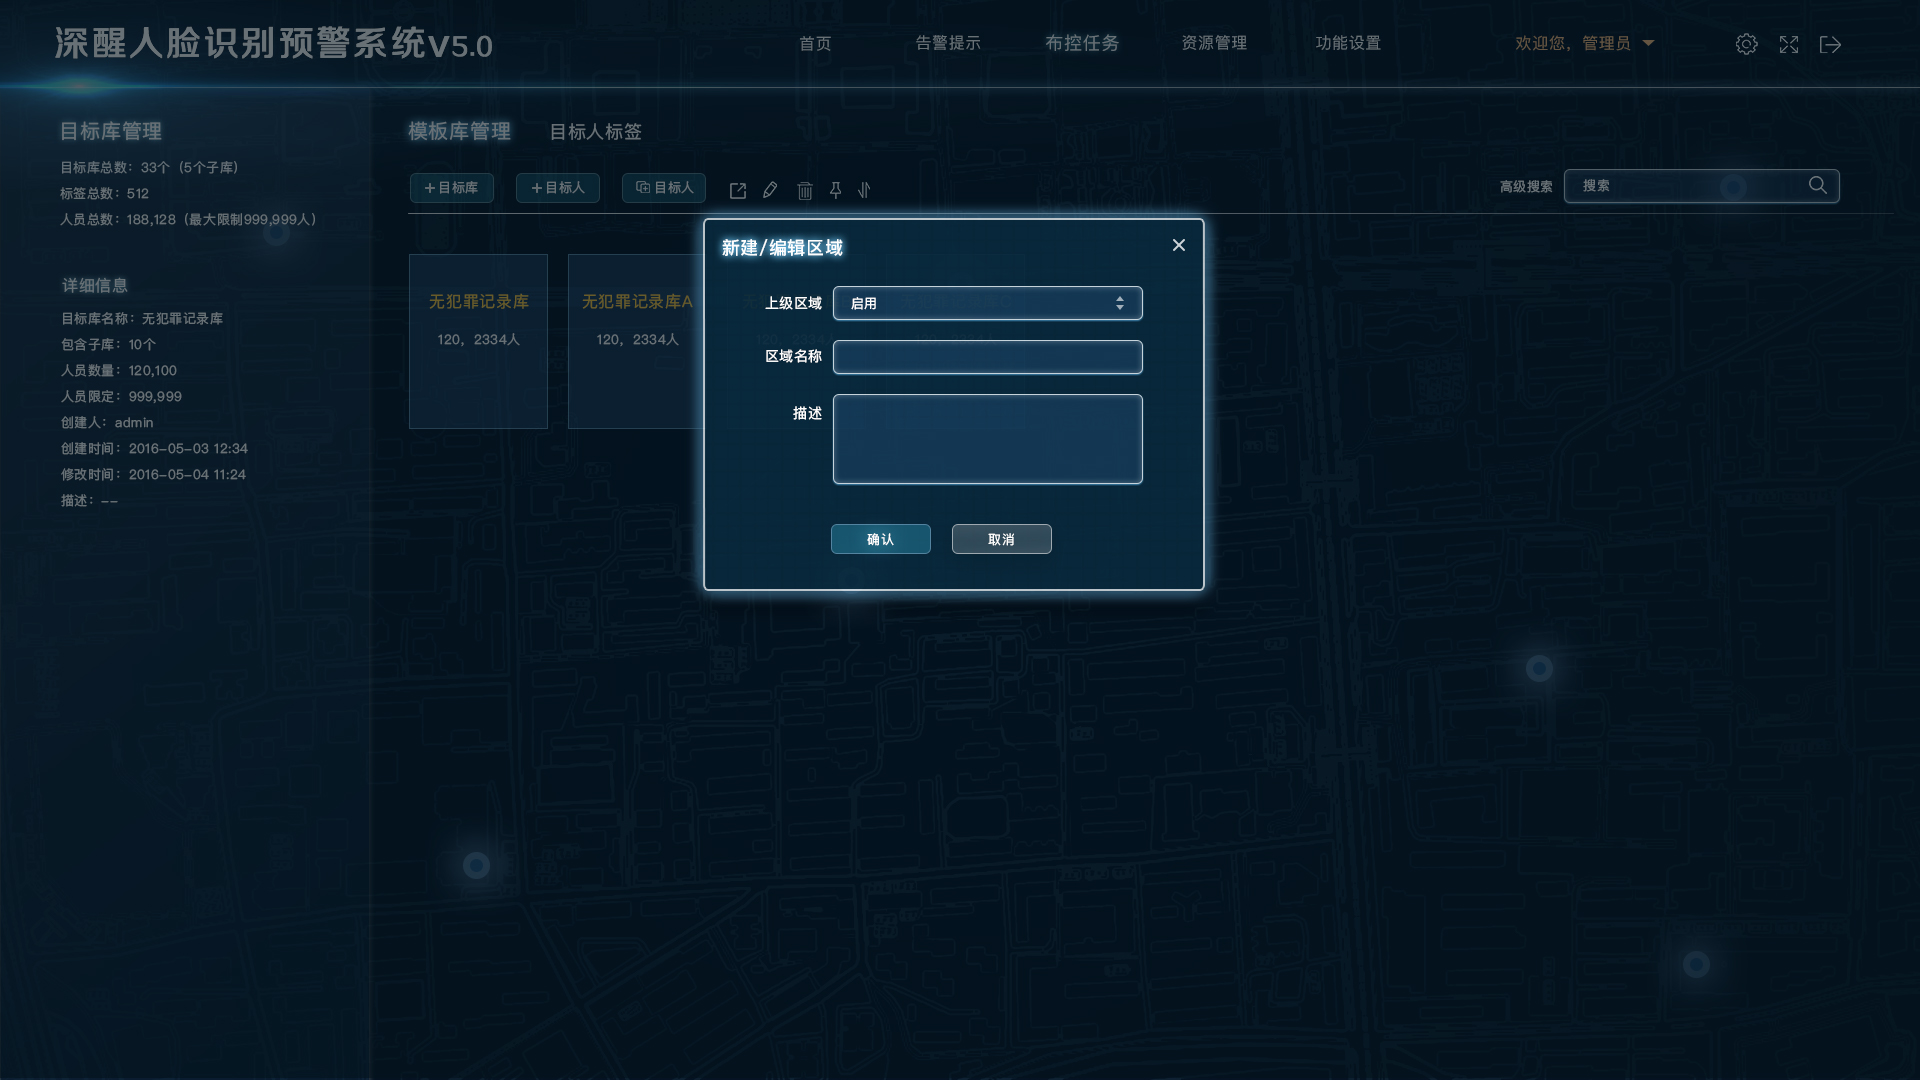 深醒人脸识别预警系统V5.0
首页
告警提示
布控任务
资源管理
功能设置
欢迎您，管理员
目标库管理
目标库总数：33个（5个子库）
标签总数：512
人员总数：188,128（最大限制999,999人）
详细信息
目标库名称：无犯罪记录库
包含子库：10个
人员数量：120,100
人员限定：999,999
创建人：admin
创建时间：2016-05-03 12:34
修改时间：2016-05-04 11:24
描述：--
模板库管理
目标人标签
+目标库
+目标人
目标人
高级搜索
搜索
无犯罪记录库
120，2334人
无犯罪记录库A
120，2334人
新建/编辑区域
上级区域
启用
区域名称
描述
确认
取消